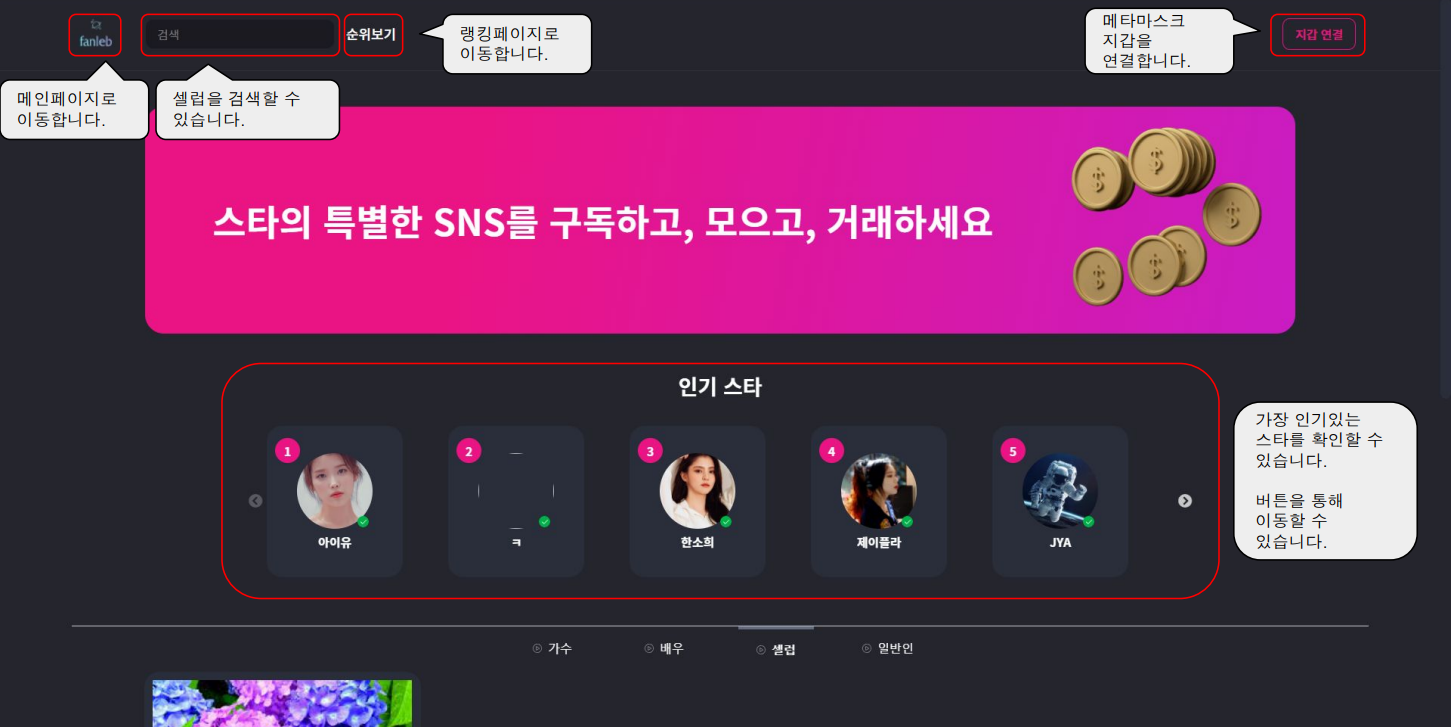 fanleb
검색
순위보기
랭킹페이지로
이동합니다.
메타마스크
지갑을
연결합니다.
지갑 연결
메인페이지로
이동합니다.
셀럽을 검색할 수
있습니다.
스타의 특별한 SNS를 구독하고, 모으고, 거래하세요
인기 스타
1
아이유
2
ㅋ
3
한소희
4
제이플라
5
JYA
가장 인기있는
스타를 확인할 수
있습니다.
버튼을 통해
이동할 수
있습니다.
가수
배우
셀럽
일반인